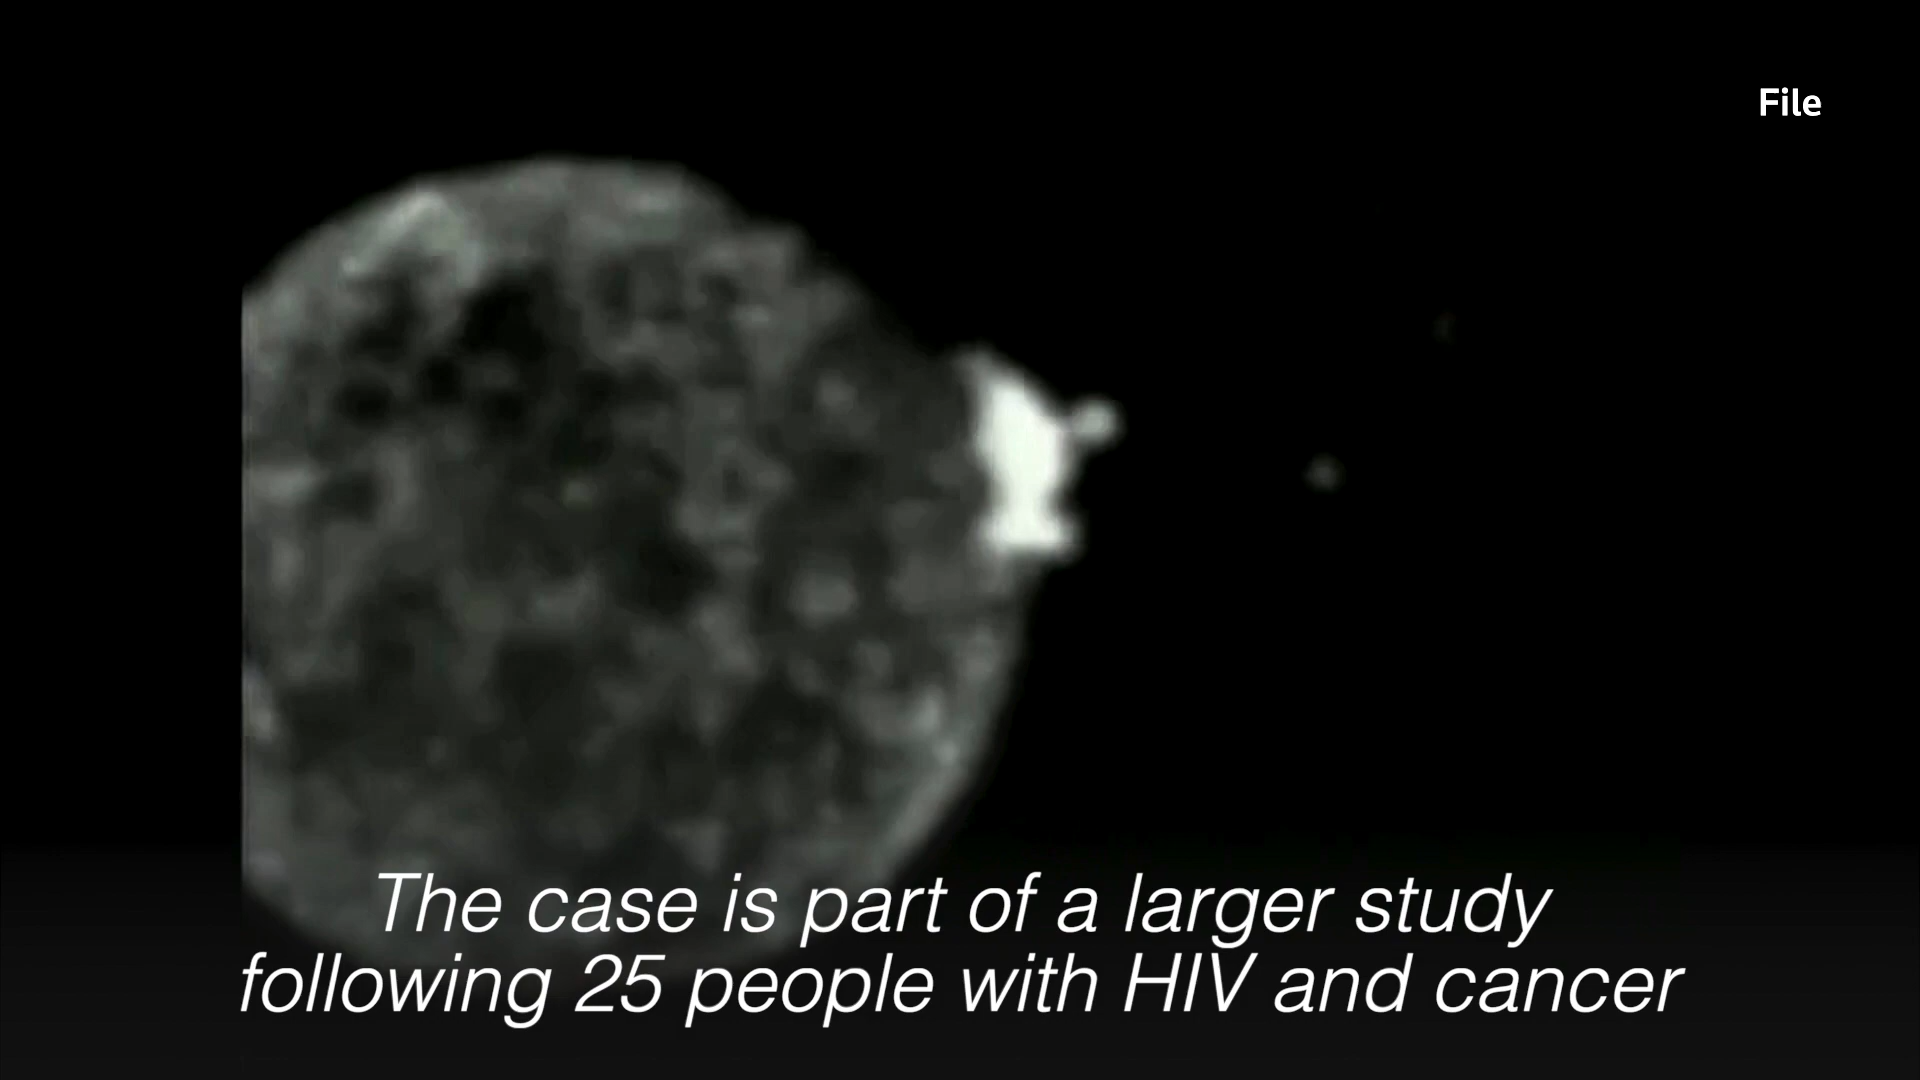 File
The case is part of a larger study
following 25 people with HIV and cancer